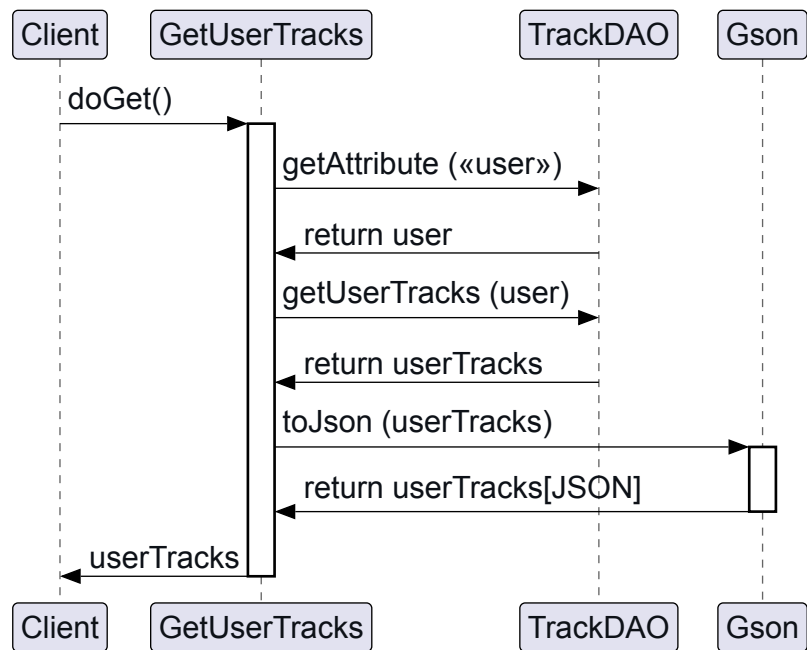 Client GetUserTracks TrackDAO Gson
doGet()
getAttribute («user»)
return user
getUserTracks (user)
return userTracks
toJson (userTracks)
return userTracks[JSON]
userTracks
Client GetUserTracks TrackDAO Gson